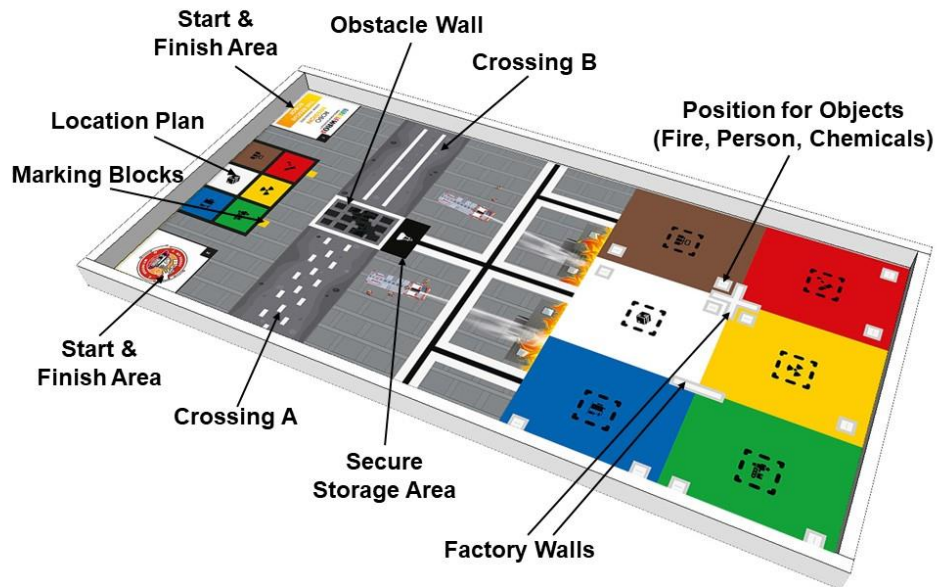 Start &
Finish Area
Obstacle Wall
Crossing B
Location Plan
Position for Objects
(Fire, Person, Chemicals)
Marking Blocks
Start &
Finish Area
Crossing A
Secure
Storage Area
Factory Walls